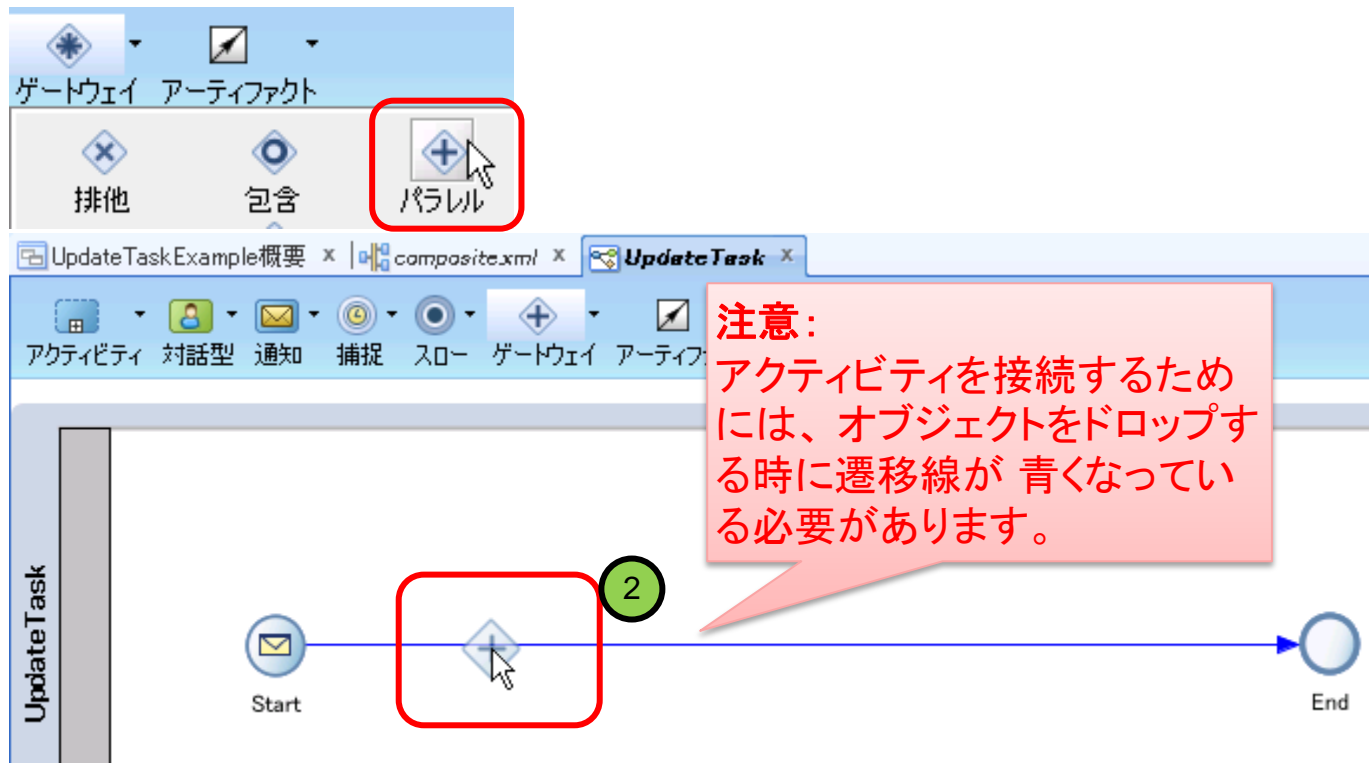 ゲートウェイ アーティファクト
排他 包含 パラレル
UpdateTaskExample概要 x composite.xml x UpdateTask x
アクティビティ 対話型 通知 捕捉 スロー ゲートウェイ アーティフ
注意:
アクティビティを接続するため
には、オブジェクトをドロップす
る時に遷移線が 青くなってい
る必要があります。
2
UpdateTask
Start
End